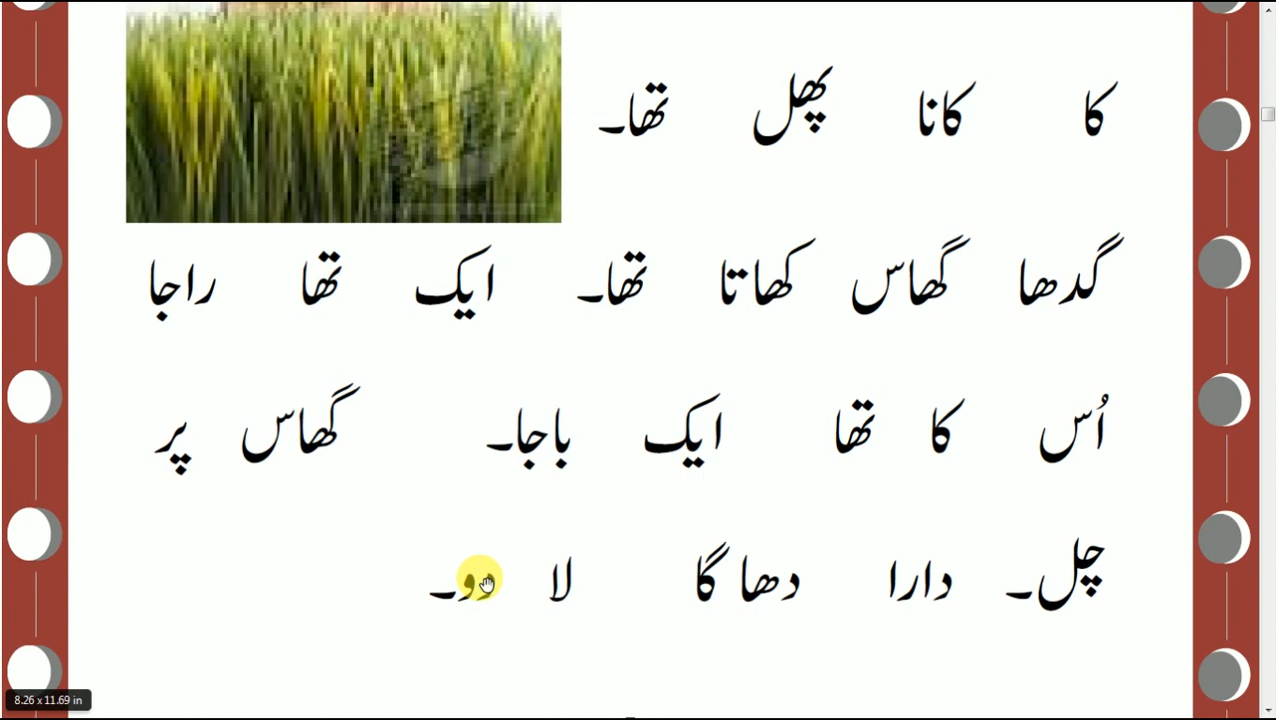 کا کانا پھل تھا۔
گدھا گھاس کھاتا تھا۔ ایک تھا راجا
اُس کا تھا ایک باجا۔ گھاس پر
چل۔ دارا دھاگا لا دو۔
8.26 x 11.69 in